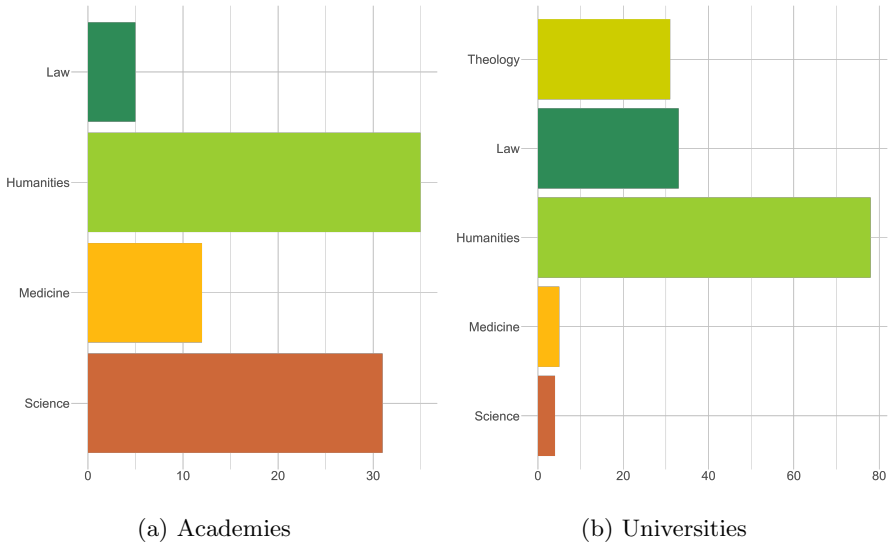 Law
Humanities
Medicine
Science
0 10 20 30
(a) Academies
Theology
Law
Humanities
Medicine
Science
0 20 40 60 80
(b) Universities